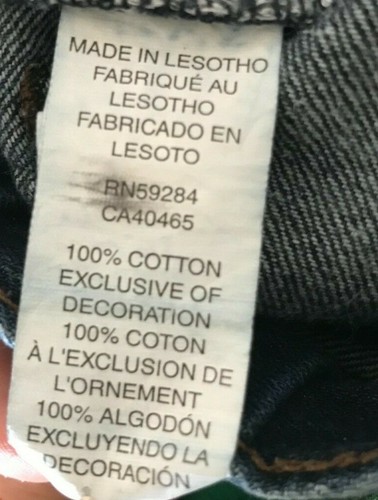 MADE IN LESOTHO
FABRIQUÉ AU
LESOTHO
FABRICADO EN
LESOTO
RN59284
CA40465
100% COTTON
EXCLUSIVE OF
DECORATION
100% COTON
À L'EXCLUSION DE
L'ORNEMENT
100% ALGODÓN
EXCLUYENDO LA
DECORACIÓN